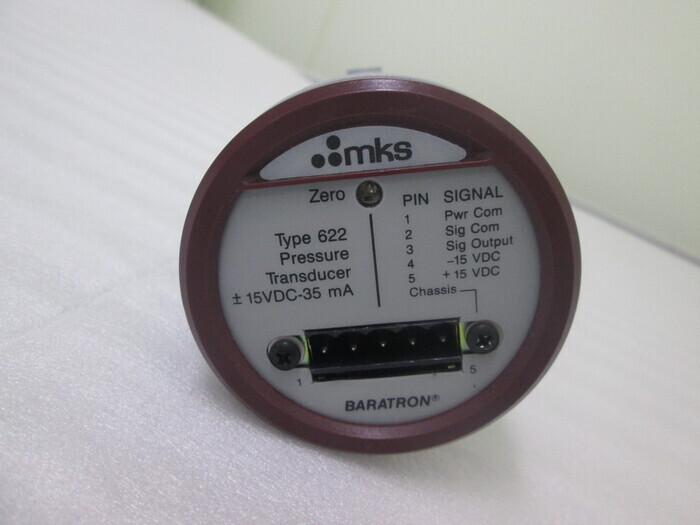 mks
Zero
Type 622
Pressure
Transducer
± 15VDC-35 mA
PIN SIGNAL
1 Pwr Com
2 Sig Com
3 Sig Output
4 −15 VDC
5 +15 VDC
Chassis
1 5
BARATRON®